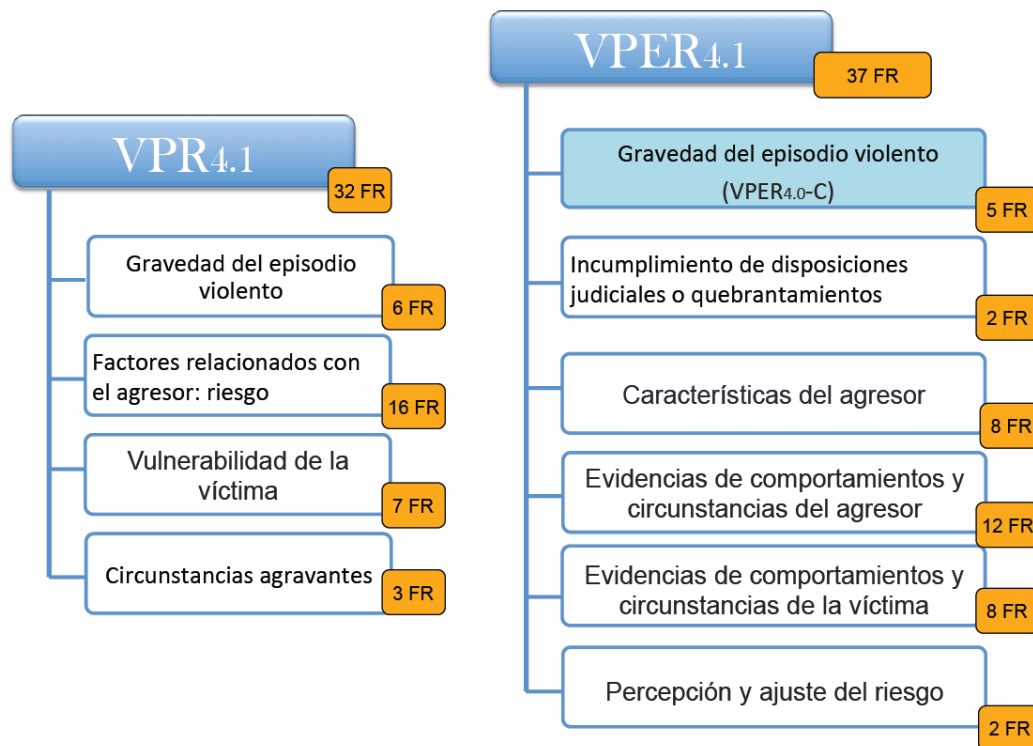 VPR4.1
32 FR
Gravedad del episodio
violento
6 FR
Factores relacionados con
el agresor: riesgo
16 FR
Vulnerabilidad de la
víctima
7 FR
Circunstancias agravantes
3 FR
VPER4.1
37 FR
Gravedad del episodio violento
(VPER4.0-C)
5 FR
Incumplimiento de disposiciones
judiciales o quebrantamientos
2 FR
Características del agresor
8 FR
Evidencias de comportamientos y
circunstancias del agresor
12 FR
Evidencias de comportamientos y
circunstancias de la víctima
8 FR
Percepción y ajuste del riesgo
2 FR